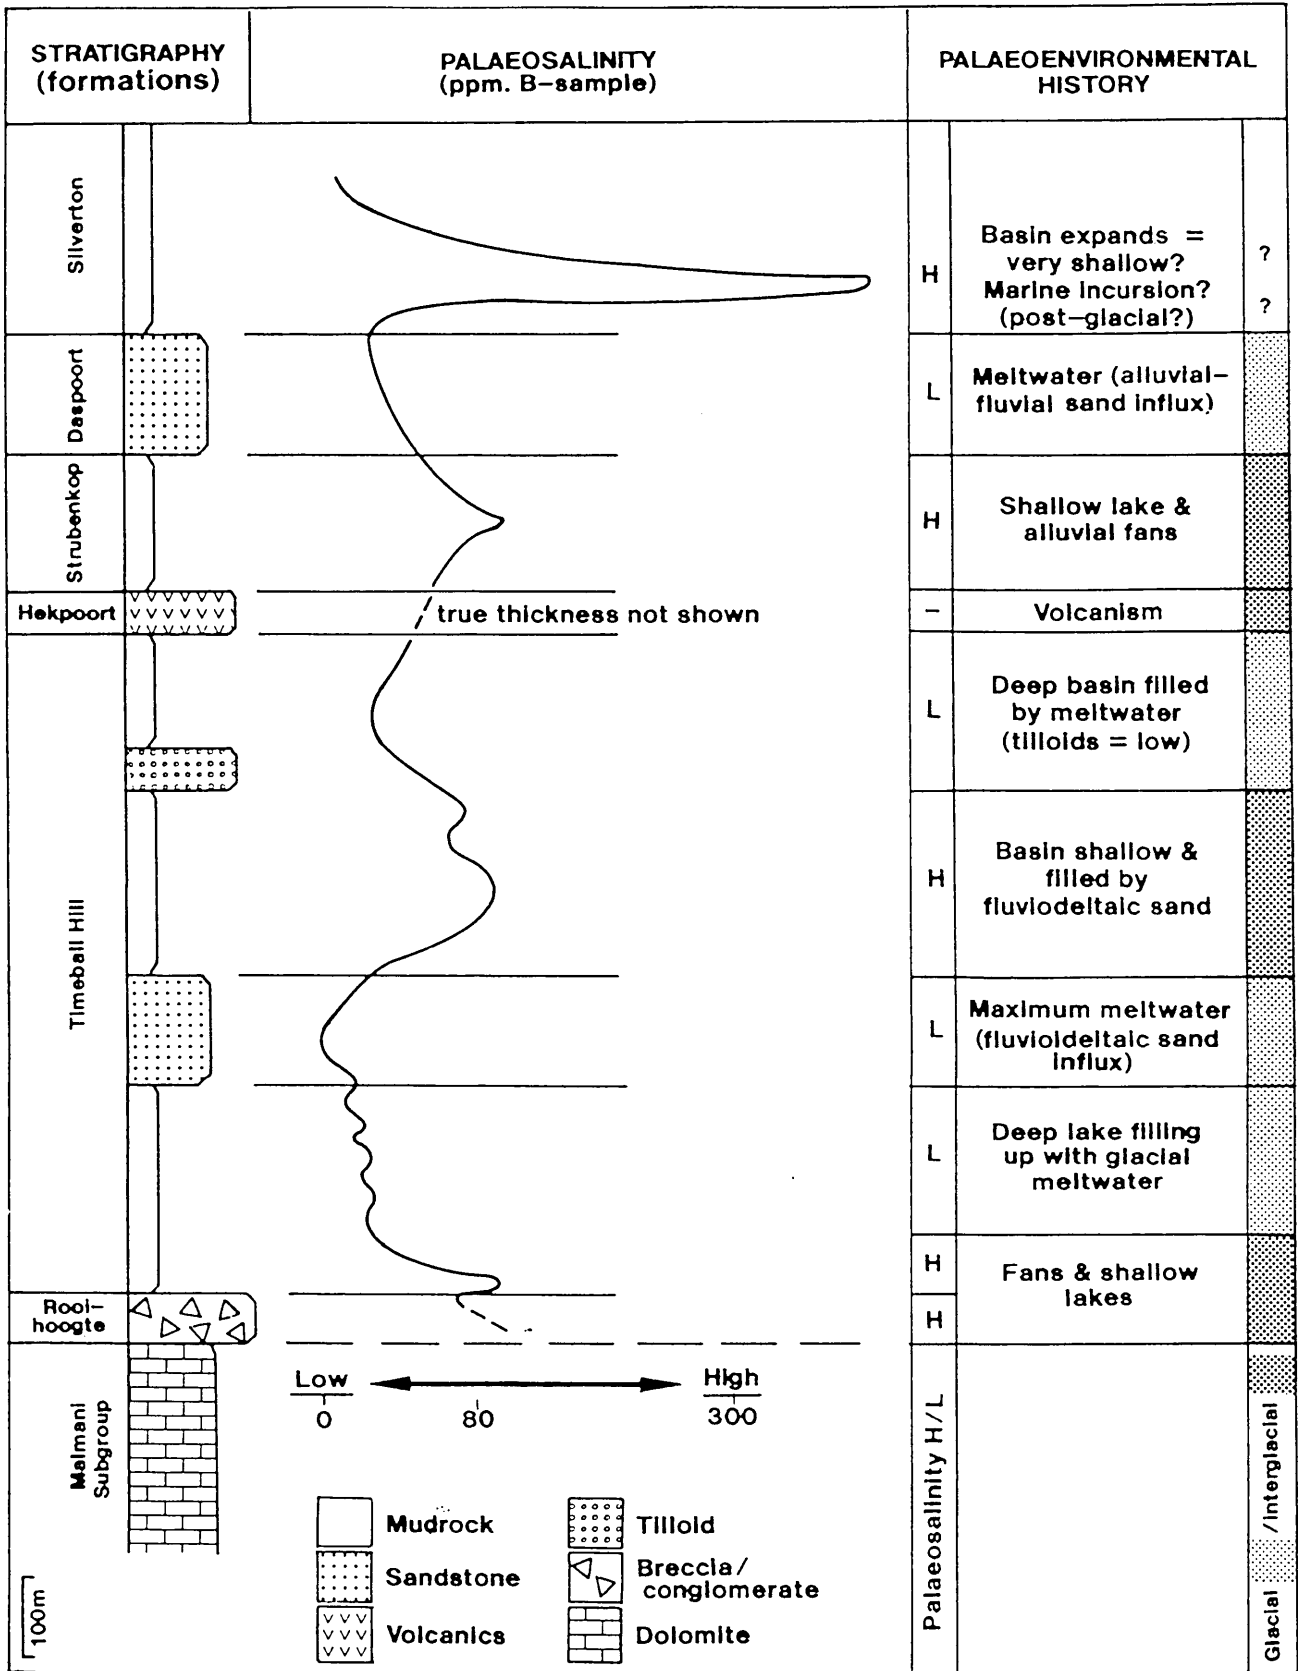 STRATIGRAPHY
(formations)
PALAEOSALINITY
(ppm. B-sample)
PALAEOENVIRONMENTAL
HISTORY
Silverton
H
Basin expands =
very shallow?
Marine incursion?
(post-glacial?)
?
?
Daspoort
L
Meltwater (alluvial-
fluvial sand influx)
Strubenkop
H
Shallow lake &
alluvial fans
Hekpoort
true thickness not shown
-
Volcanism
Timeball Hill
L
Deep basin filled
by meltwater
(tilloids = low)
H
Basin shallow &
filled by
fluviodeltaic sand
L
Maximum meltwater
(fluvioideltaic sand
influx)
L
Deep lake filling
up with glacial
meltwater
H
Fans & shallow
lakes
Rooi-
hoogte
H
Malmani
Subgroup
Low
High
0
80
300
Palaeosalinity H/L
Glacial /Interglacial
Mudrock
Sandstone
Volcanics
Tilloid
Breccia/
conglomerate
Dolomite
100m